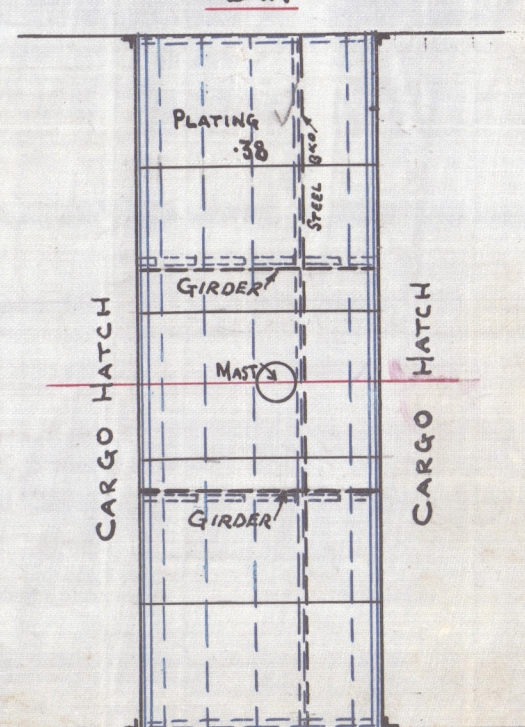 PLATING
.38
STEEL BKD
GIRDER
MAST
CARGO HATCH
CARGO HATCH
GIRDER